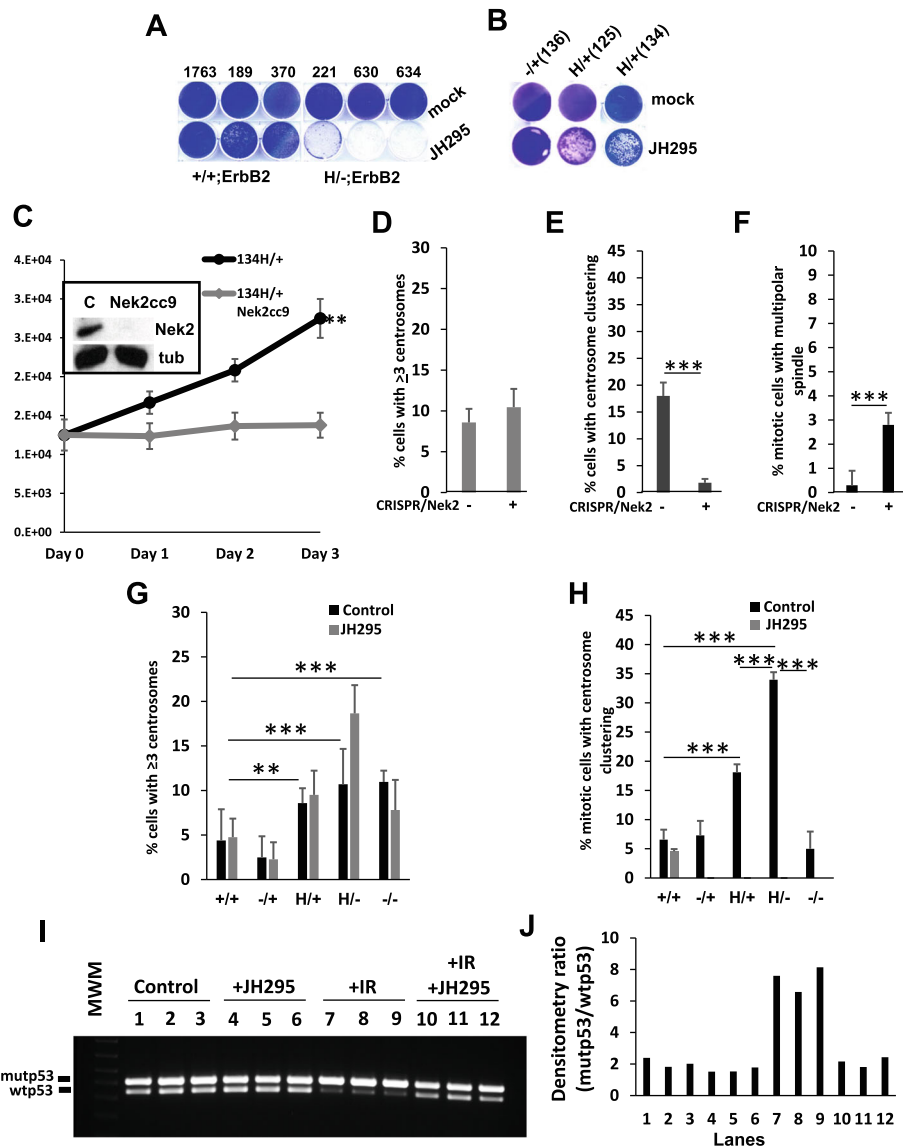 A
1763 189 370 221 630 634
mock
JH295
+/+;ErbB2 H/-;ErbB2
B
-/+(136) H/+(125) H/+(134)
mock
JH295
C
4.E+04
4.E+04
3.E+04
3.E+04
2.E+04
2.E+04
1.E+04
5.E+03
0.E+00
Day 0 Day 1 Day 2 Day 3
134H/+
134H/+
Nek2cc9
**
C Nek2cc9
Nek2
tub
D
% cells with ≥3 centrosomes
30
25
20
15
10
5
0
CRISPR/Nek2 - +
E
% cells with centrosome clustering
45
40
35
30
25
20
15
10
5
0
***
CRISPR/Nek2 - +
F
% mitotic cells with multipolar
spindle
10
9
8
7
6
5
4
3
2
1
0
***
CRISPR/Nek2 - +
G
Control
JH295
% cells with ≥3 centrosomes
30
25
20
15
10
5
0
***
***
**
+/+ -/+ H/+ H/- -/-
H
Control
JH295
% mitotic cells with centrosome
clustering
45
40
35
30
25
20
15
10
5
0
***
*** ***
***
+/+ -/+ H/+ H/- -/-
I
MWM
Control +JH295 +IR +IR
+JH295
1 2 3 4 5 6 7 8 9 10 11 12
mutp53
wtp53
J
Densitometry ratio
(mutp53/wtp53)
10
8
6
4
2
0
1 2 3 4 5 6 7 8 9 10 11 12
Lanes